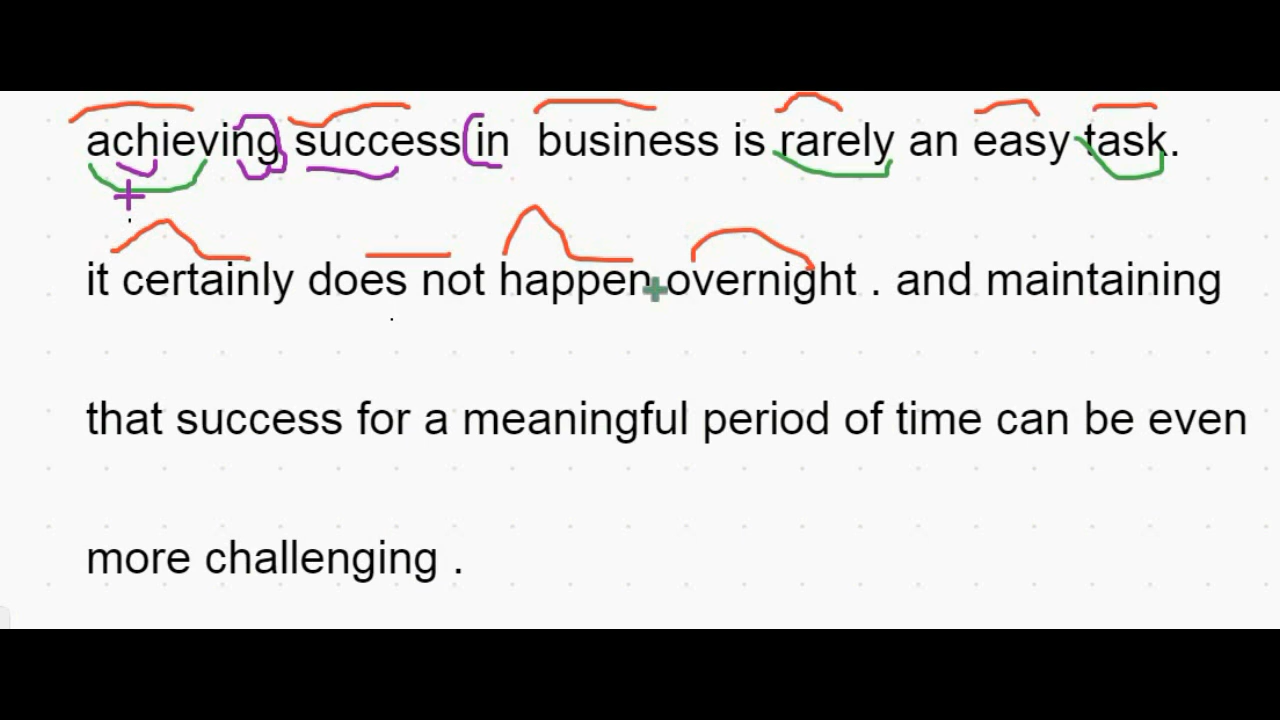 achieving success in business is rarely an easy task.
it certainly does not happen overnight . and maintaining
that success for a meaningful period of time can be even
more challenging .